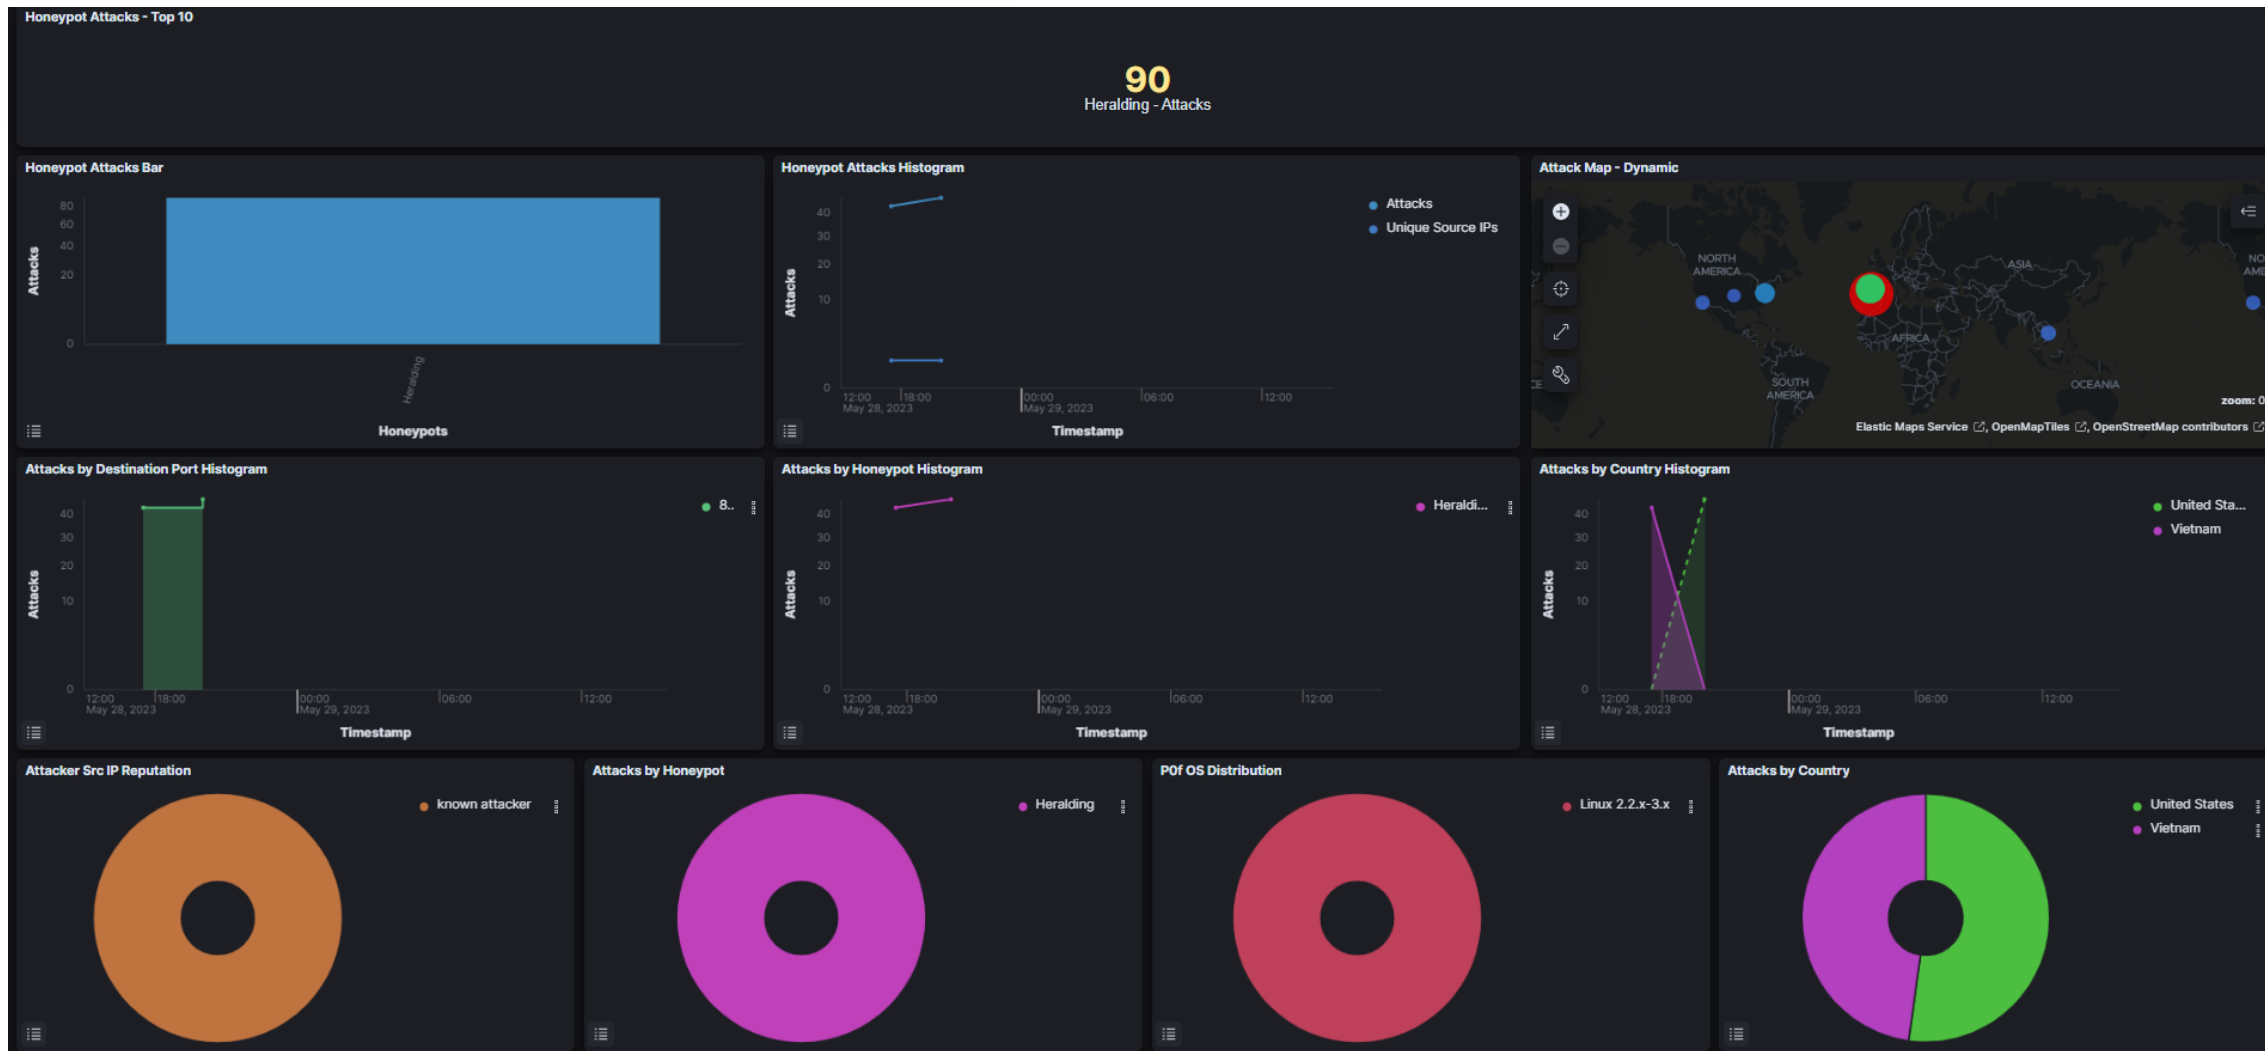 Honeypot Attacks - Top 10
90
Heralding - Attacks
Honeypot Attacks Bar
80
60
40
20
0
Attacks
Heralding
Honeypots
Honeypot Attacks Histogram
40
30
20
10
0
Attacks
12:00
May 28, 2023
18:00
00:00
May 29, 2023
06:00
12:00
Timestamp
Attacks
Unique Source IPs
Attack Map - Dynamic
NORTH
AMERICA
ASIA
AFRICA
SOUTH
AMERICA
OCEANIA
NO
AME
CE
zoom: 0
Elastic Maps Service , OpenMapTiles , OpenStreetMap contributors
Attacks by Destination Port Histogram
40
30
20
10
0
Attacks
12:00
May 28, 2023
18:00
00:00
May 29, 2023
06:00
12:00
Timestamp
8..
Attacks by Honeypot Histogram
40
30
20
10
0
Attacks
12:00
May 28, 2023
18:00
00:00
May 29, 2023
06:00
12:00
Timestamp
Heraldi...
Attacks by Country Histogram
40
30
20
10
0
Attacks
12:00
May 28, 2023
18:00
00:00
May 29, 2023
06:00
12:00
Timestamp
United Sta...
Vietnam
Attacker Src IP Reputation
known attacker
Attacks by Honeypot
Heralding
P0f OS Distribution
Linux 2.2.x-3.x
Attacks by Country
United States
Vietnam